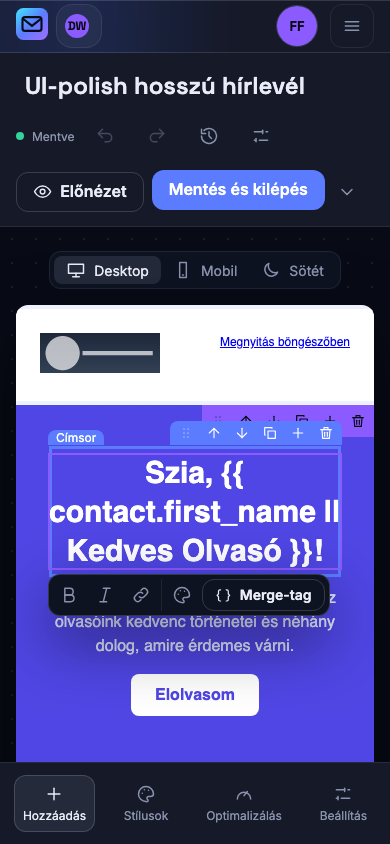 DW
FF
UI-polish hosszú hírlevél
Mentve
Előnézet
Mentés és kilépés
Desktop
Mobil
Sötét
Megnyitás böngészőben
Címsor
Szia, {{
contact.first_name ||
Kedves Olvasó }}!
{} Merge-tag
olvasóink kedvenc történetei és néhány
dolog, amire érdemes várni.
Elolvasom
Hozzáadás
Stílusok
Optimalizálás
Beállítás